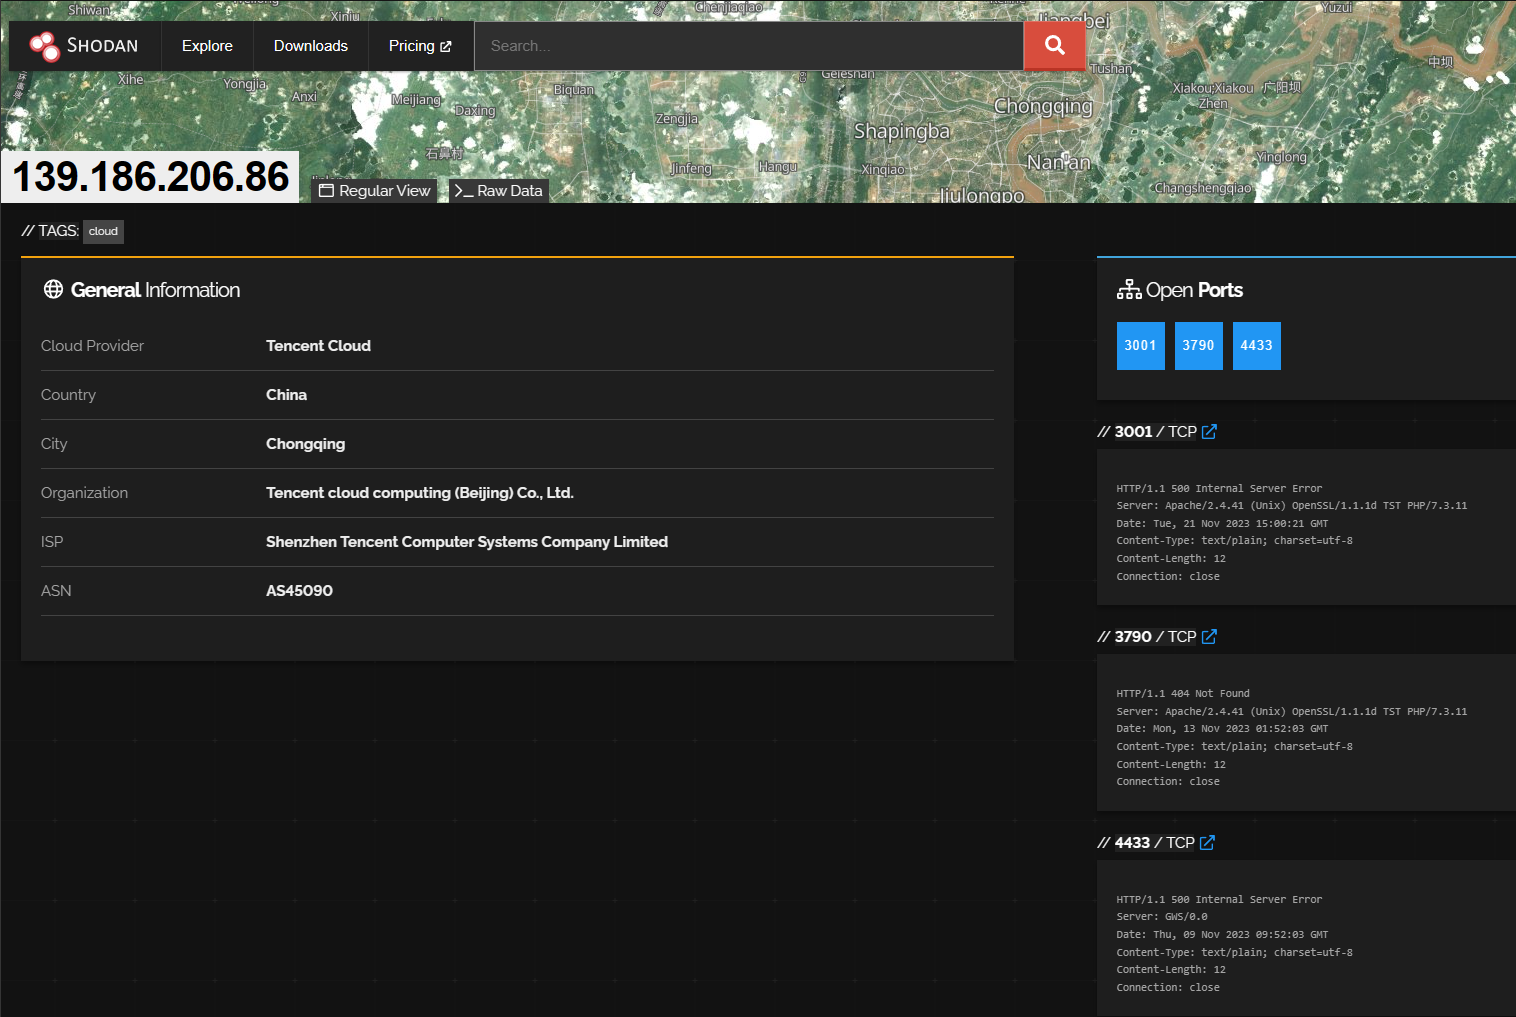 Shiwan
Xinju
Chenjiaqiao
Jiangbei
Yuzui
SHODAN
Explore
Downloads
Pricing
Search...
Xihe
Yongjia
Anxi
Meijiang
Daxing
Biquan
Zengjia
Geleshan
Shapingba
Chongqing
Tushan
Nan'an
Xiakou;Xiakou
Zhen
广阳坝
中坝
石鼻村
Jinfeng
Hangu
Xinqiao
Jiulongpo
Yinglong
Changshengqiao
139.186.206.86
Regular View
>_ Raw Data
// TAGS: cloud
General Information
Cloud Provider Tencent Cloud
Country China
City Chongqing
Organization Tencent cloud computing (Beijing) Co., Ltd.
ISP Shenzhen Tencent Computer Systems Company Limited
ASN AS45090
Open Ports
3001 3790 4433
// 3001 / TCP
HTTP/1.1 500 Internal Server Error
Server: Apache/2.4.41 (Unix) OpenSSL/1.1.1d TST PHP/7.3.11
Date: Tue, 21 Nov 2023 15:00:21 GMT
Content-Type: text/plain; charset=utf-8
Content-Length: 12
Connection: close
// 3790 / TCP
HTTP/1.1 404 Not Found
Server: Apache/2.4.41 (Unix) OpenSSL/1.1.1d TST PHP/7.3.11
Date: Mon, 13 Nov 2023 01:52:03 GMT
Content-Type: text/plain; charset=utf-8
Content-Length: 12
Connection: close
// 4433 / TCP
HTTP/1.1 500 Internal Server Error
Server: GWS/0.0
Date: Thu, 09 Nov 2023 09:52:03 GMT
Content-Type: text/plain; charset=utf-8
Content-Length: 12
Connection: close